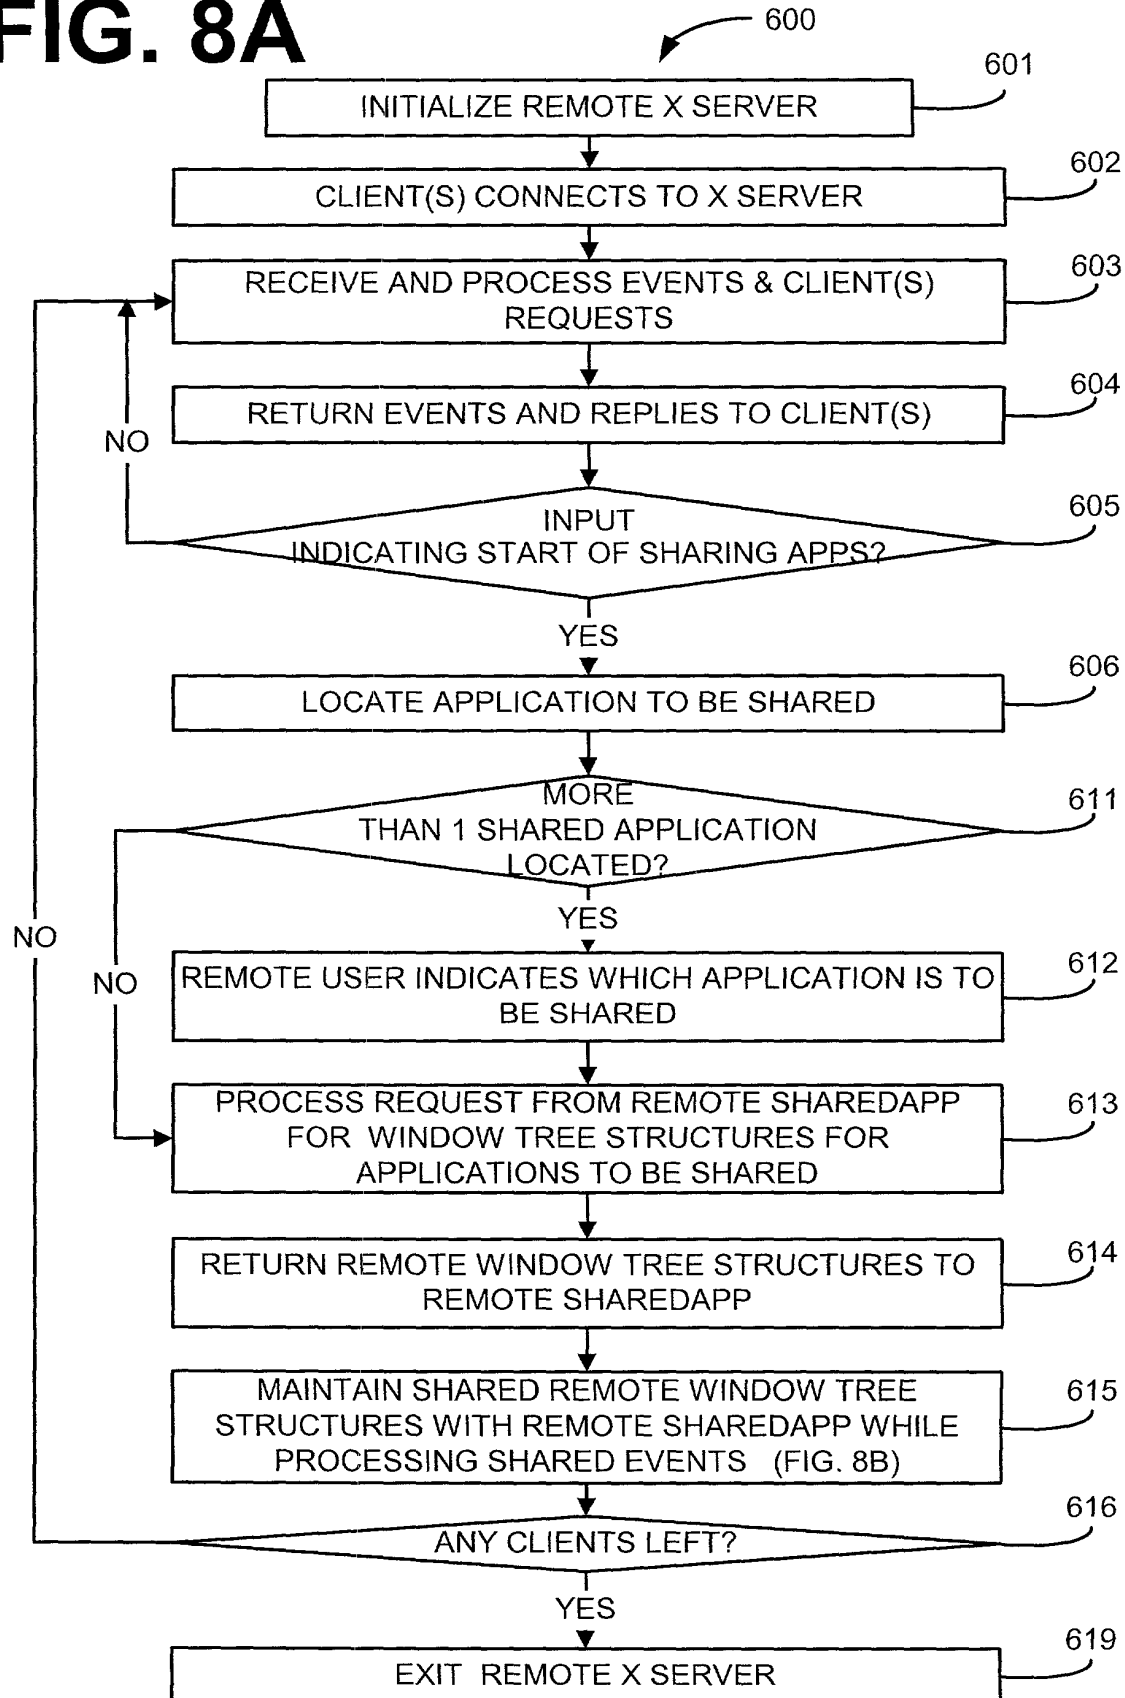 FIG. 8A
600
601
INITIALIZE REMOTE X SERVER
602
CLIENT(S) CONNECTS TO X SERVER
603
RECEIVE AND PROCESS EVENTS & CLIENT(S)
REQUESTS
604
RETURN EVENTS AND REPLIES TO CLIENT(S)
NO
605
INPUT
INDICATING START OF SHARING APPS?
YES
606
LOCATE APPLICATION TO BE SHARED
611
MORE
THAN 1 SHARED APPLICATION
LOCATED?
YES
NO
NO
612
REMOTE USER INDICATES WHICH APPLICATION IS TO
BE SHARED
613
PROCESS REQUEST FROM REMOTE SHAREDAPP
FOR WINDOW TREE STRUCTURES FOR
APPLICATIONS TO BE SHARED
614
RETURN REMOTE WINDOW TREE STRUCTURES TO
REMOTE SHAREDAPP
615
MAINTAIN SHARED REMOTE WINDOW TREE
STRUCTURES WITH REMOTE SHAREDAPP WHILE
PROCESSING SHARED EVENTS (FIG. 8B)
616
ANY CLIENTS LEFT?
YES
619
EXIT REMOTE X SERVER